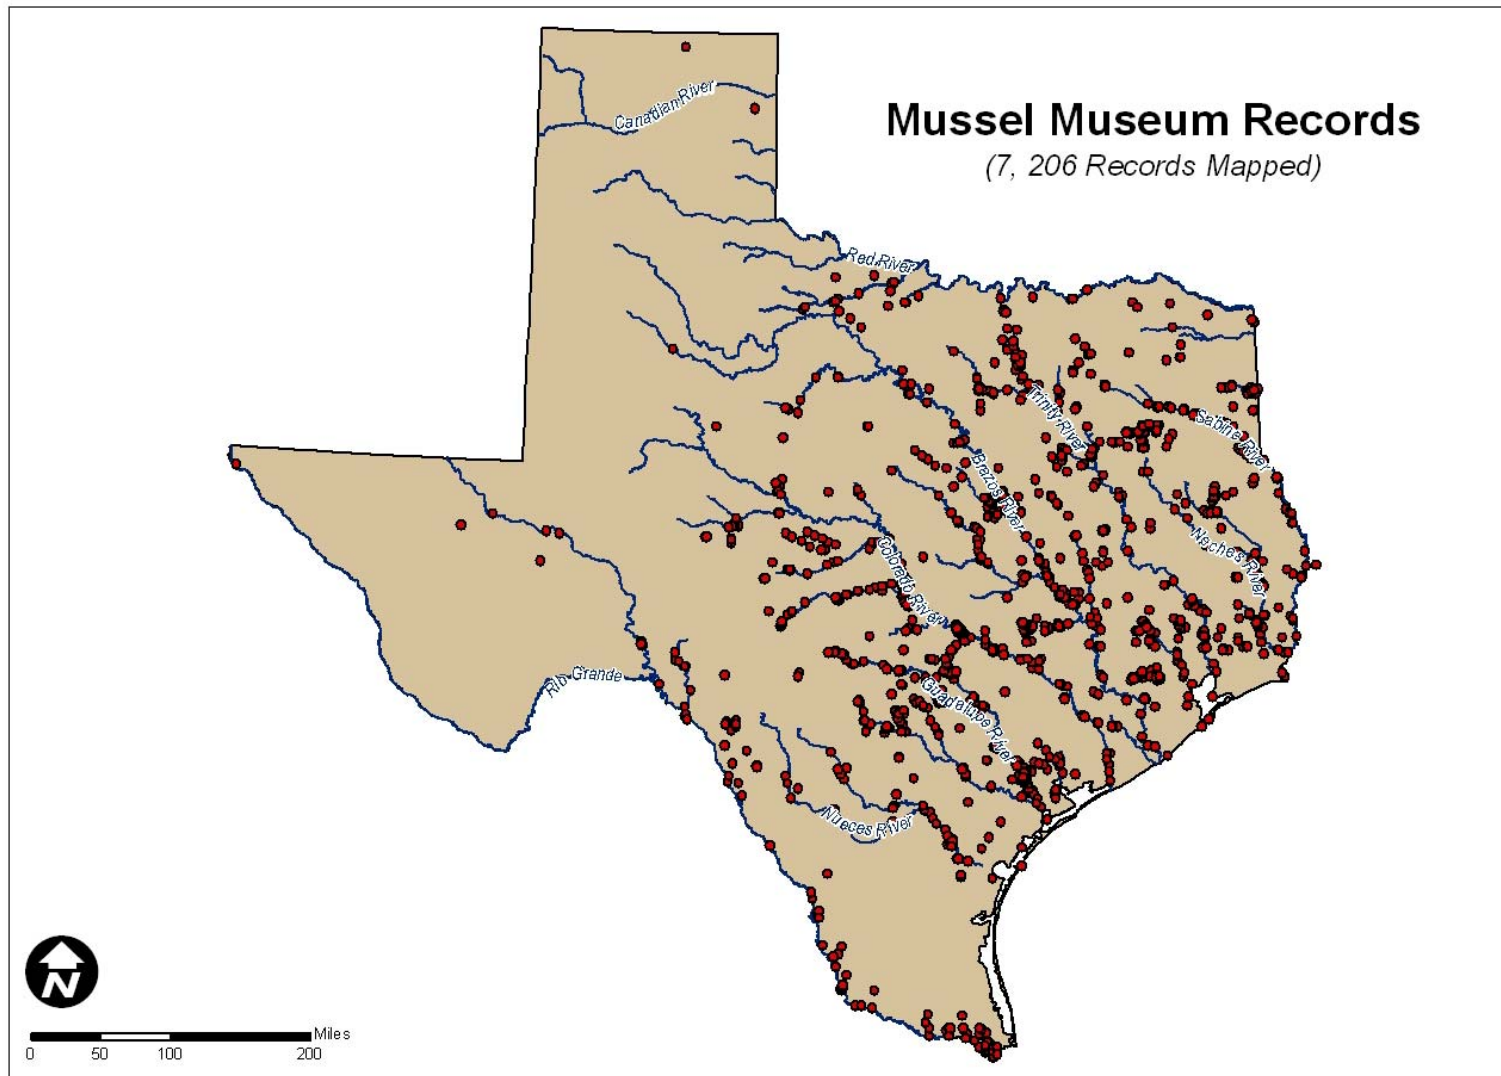 Mussel Museum Records
(7, 206 Records Mapped)
Canadian River
Red River
Trinity River
Sabine River
Brazos River
Neches River
Colorado River
Rio Grande
Guadalupe River
Nueces River
N
Miles
0 50 100 200